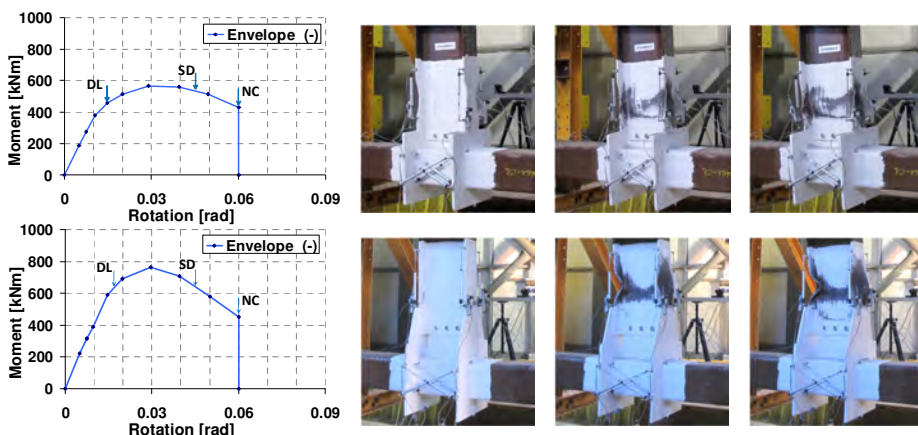 1000
800
600
400
200
0
Moment [kNm]
Envelope (-)
DL
SD
NC
0 0.03 0.06 0.09
Rotation [rad]
1000
800
600
400
200
0
Moment [kNm]
Envelope (-)
DL
SD
NC
0 0.03 0.06 0.09
Rotation [rad]